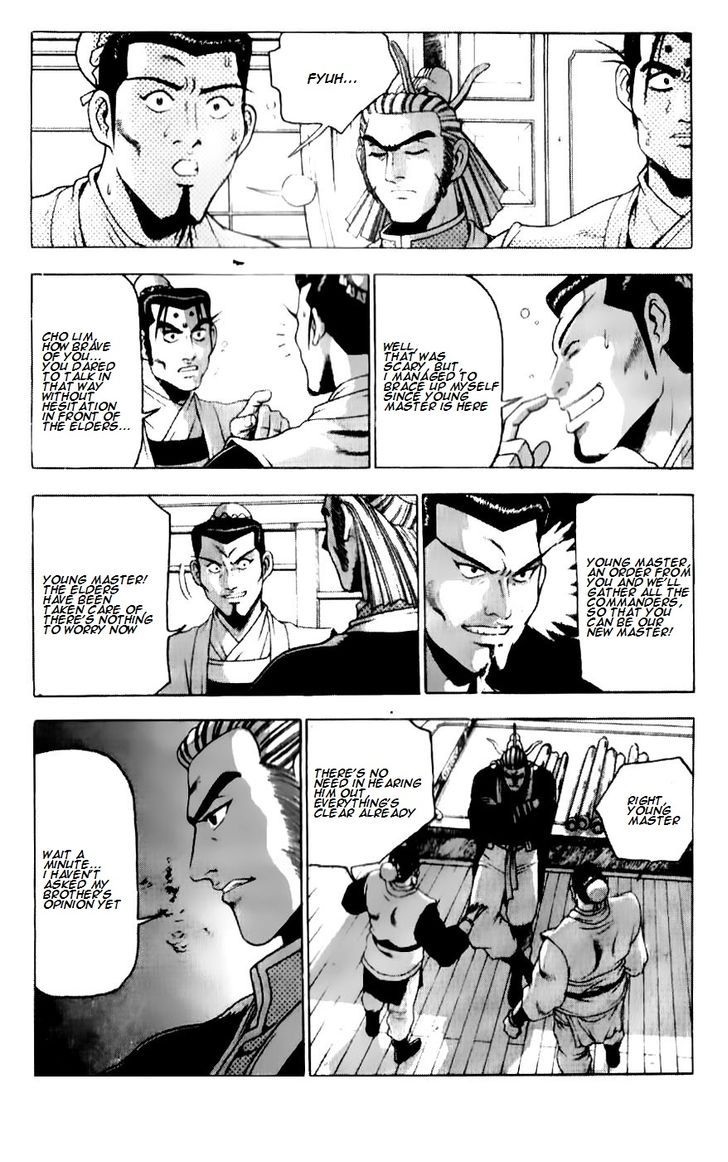 FYUH...
CHO LIM,
HOW BRAVE
OF YOU...
YOU DARED
TO TALK IN
THAT WAY
WITHOUT
HESITATION
IN FRONT OF
THE ELDERS...
WELL,
THAT WAS
SCARY, BUT
I MANAGED TO
BRACE UP MYSELF
SINCE YOUNG
MASTER IS HERE
YOUNG MASTER!
THE ELDERS
HAVE BEEN
TAKEN CARE OF,
THERE'S NOTHING
TO WORRY NOW
YOUNG MASTER,
AN ORDER FROM
YOU AND WE'LL
GATHER ALL THE
COMMANDERS,
SO THAT YOU
CAN BE OUR
NEW MASTER!
WAIT A
MINUTE...
I HAVEN'T
ASKED MY
BROTHER'S
OPINION YET
THERE'S NO
NEED IN HEARING
HIM OUT,
EVERYTHING'S
CLEAR ALREADY
RIGHT,
YOUNG
MASTER